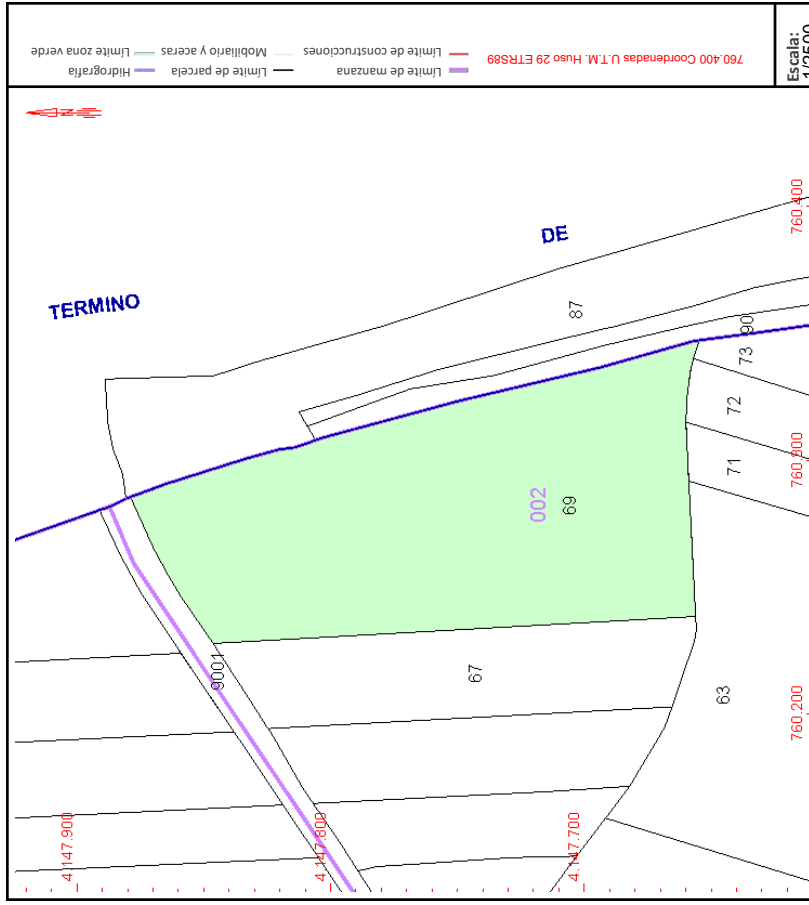 Límite de manzana
Límite de parcela
Hidrografía
Límite de construcciones
Mobiliario y aceras
Límite zona verde
760.400 Coordenadas U.T.M. Huso 29 ETRS89
Escala:
1/2500
TERMINO
DE
760,400
87
90
73
72
71
760,300
002
69
67
63
9001
760,200
4.147.900
4.147.800
4.147.700